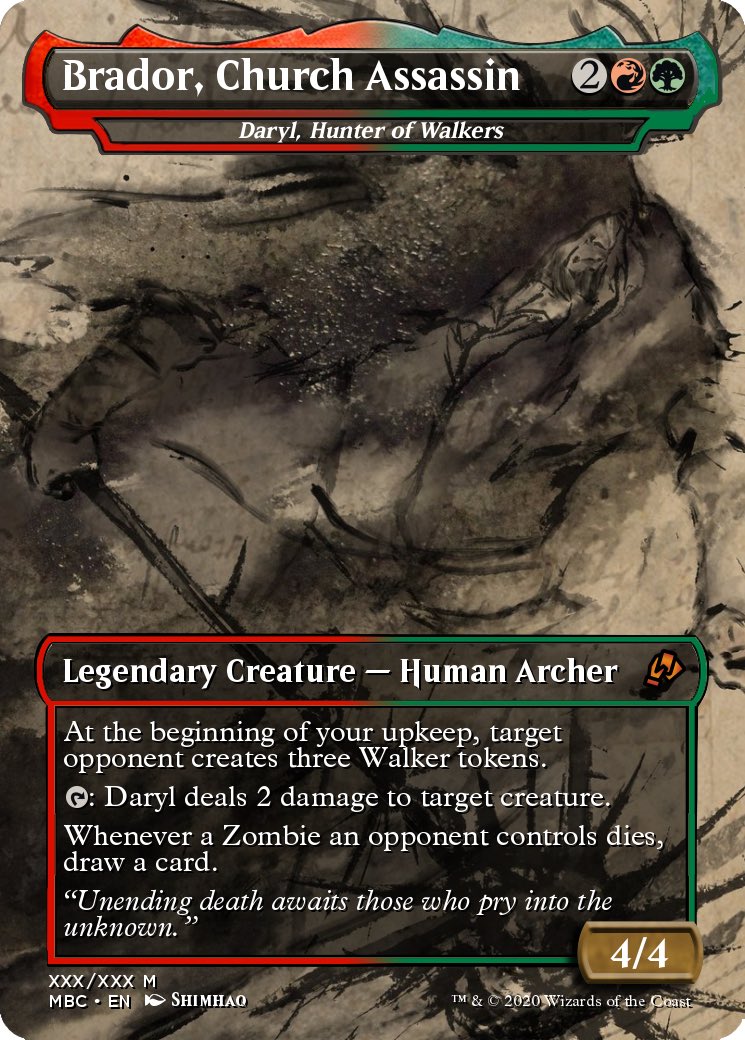 Brador, Church Assassin 2
Daryl, Hunter of Walkers
Legendary Creature — Human Archer
At the beginning of your upkeep, target
opponent creates three Walker tokens.
: Daryl deals 2 damage to target creature.
Whenever a Zombie an opponent controls dies,
draw a card.
“Unending death awaits those who pry into the
unknown.”
4/4
XXX/XXX M
MBC • EN Shimhaq
™ & © 2020 Wizards of the Coast